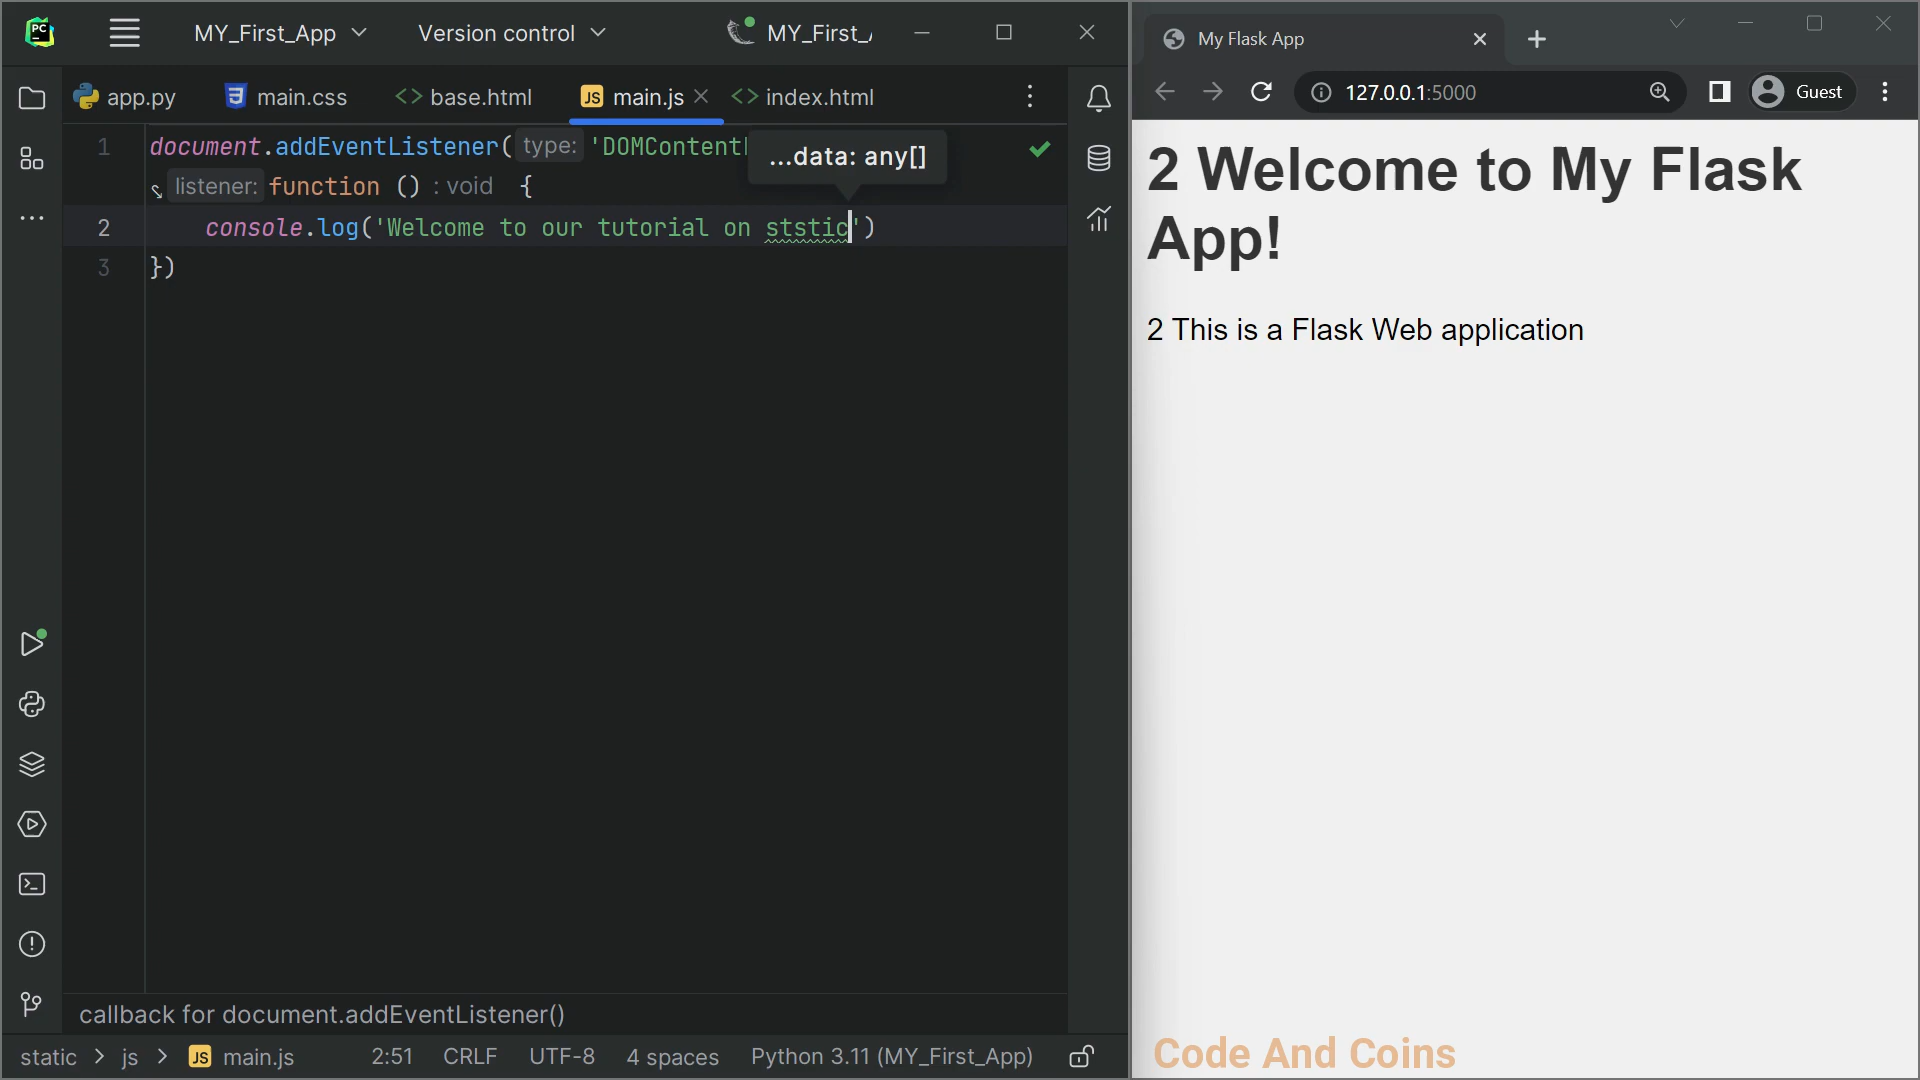 PC
MY_First_App
Version control
MY_First_
app.py
main.css
base.html
JS main.js
index.html
1 document.addEventListener( type: 'DOMContent
...data: any[]
listener: function () : void {
2 console.log('Welcome to our tutorial on ststic')
3 })
callback for document.addEventListener()
static > js > JS main.js 2:51 CRLF UTF-8 4 spaces Python 3.11 (MY_First_App)
My Flask App
127.0.0.1:5000
Guest
2 Welcome to My Flask
App!
2 This is a Flask Web application
Code And Coins